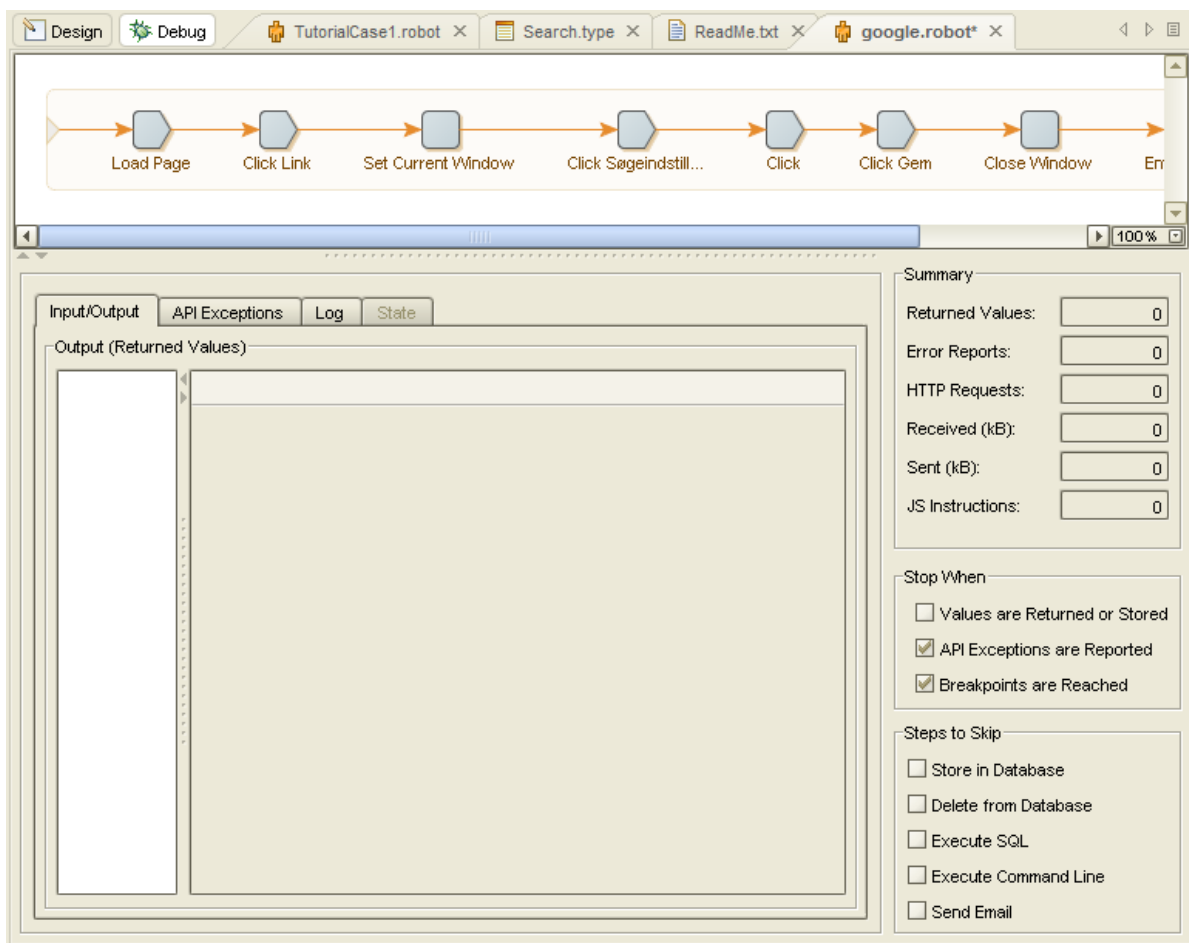 Design Debug TutorialCase1.robot Search.type ReadMe.txt google.robot*
Load Page Click Link Set Current Window Click Søgeindstill... Click Click Gem Close Window
100%
Summary
Input/Output API Exceptions Log State
Output (Returned Values)
Returned Values: 0
Error Reports: 0
HTTP Requests: 0
Received (kB): 0
Sent (kB): 0
JS Instructions: 0
Stop When
Values are Returned or Stored
API Exceptions are Reported
Breakpoints are Reached
Steps to Skip
Store in Database
Delete from Database
Execute SQL
Execute Command Line
Send Email